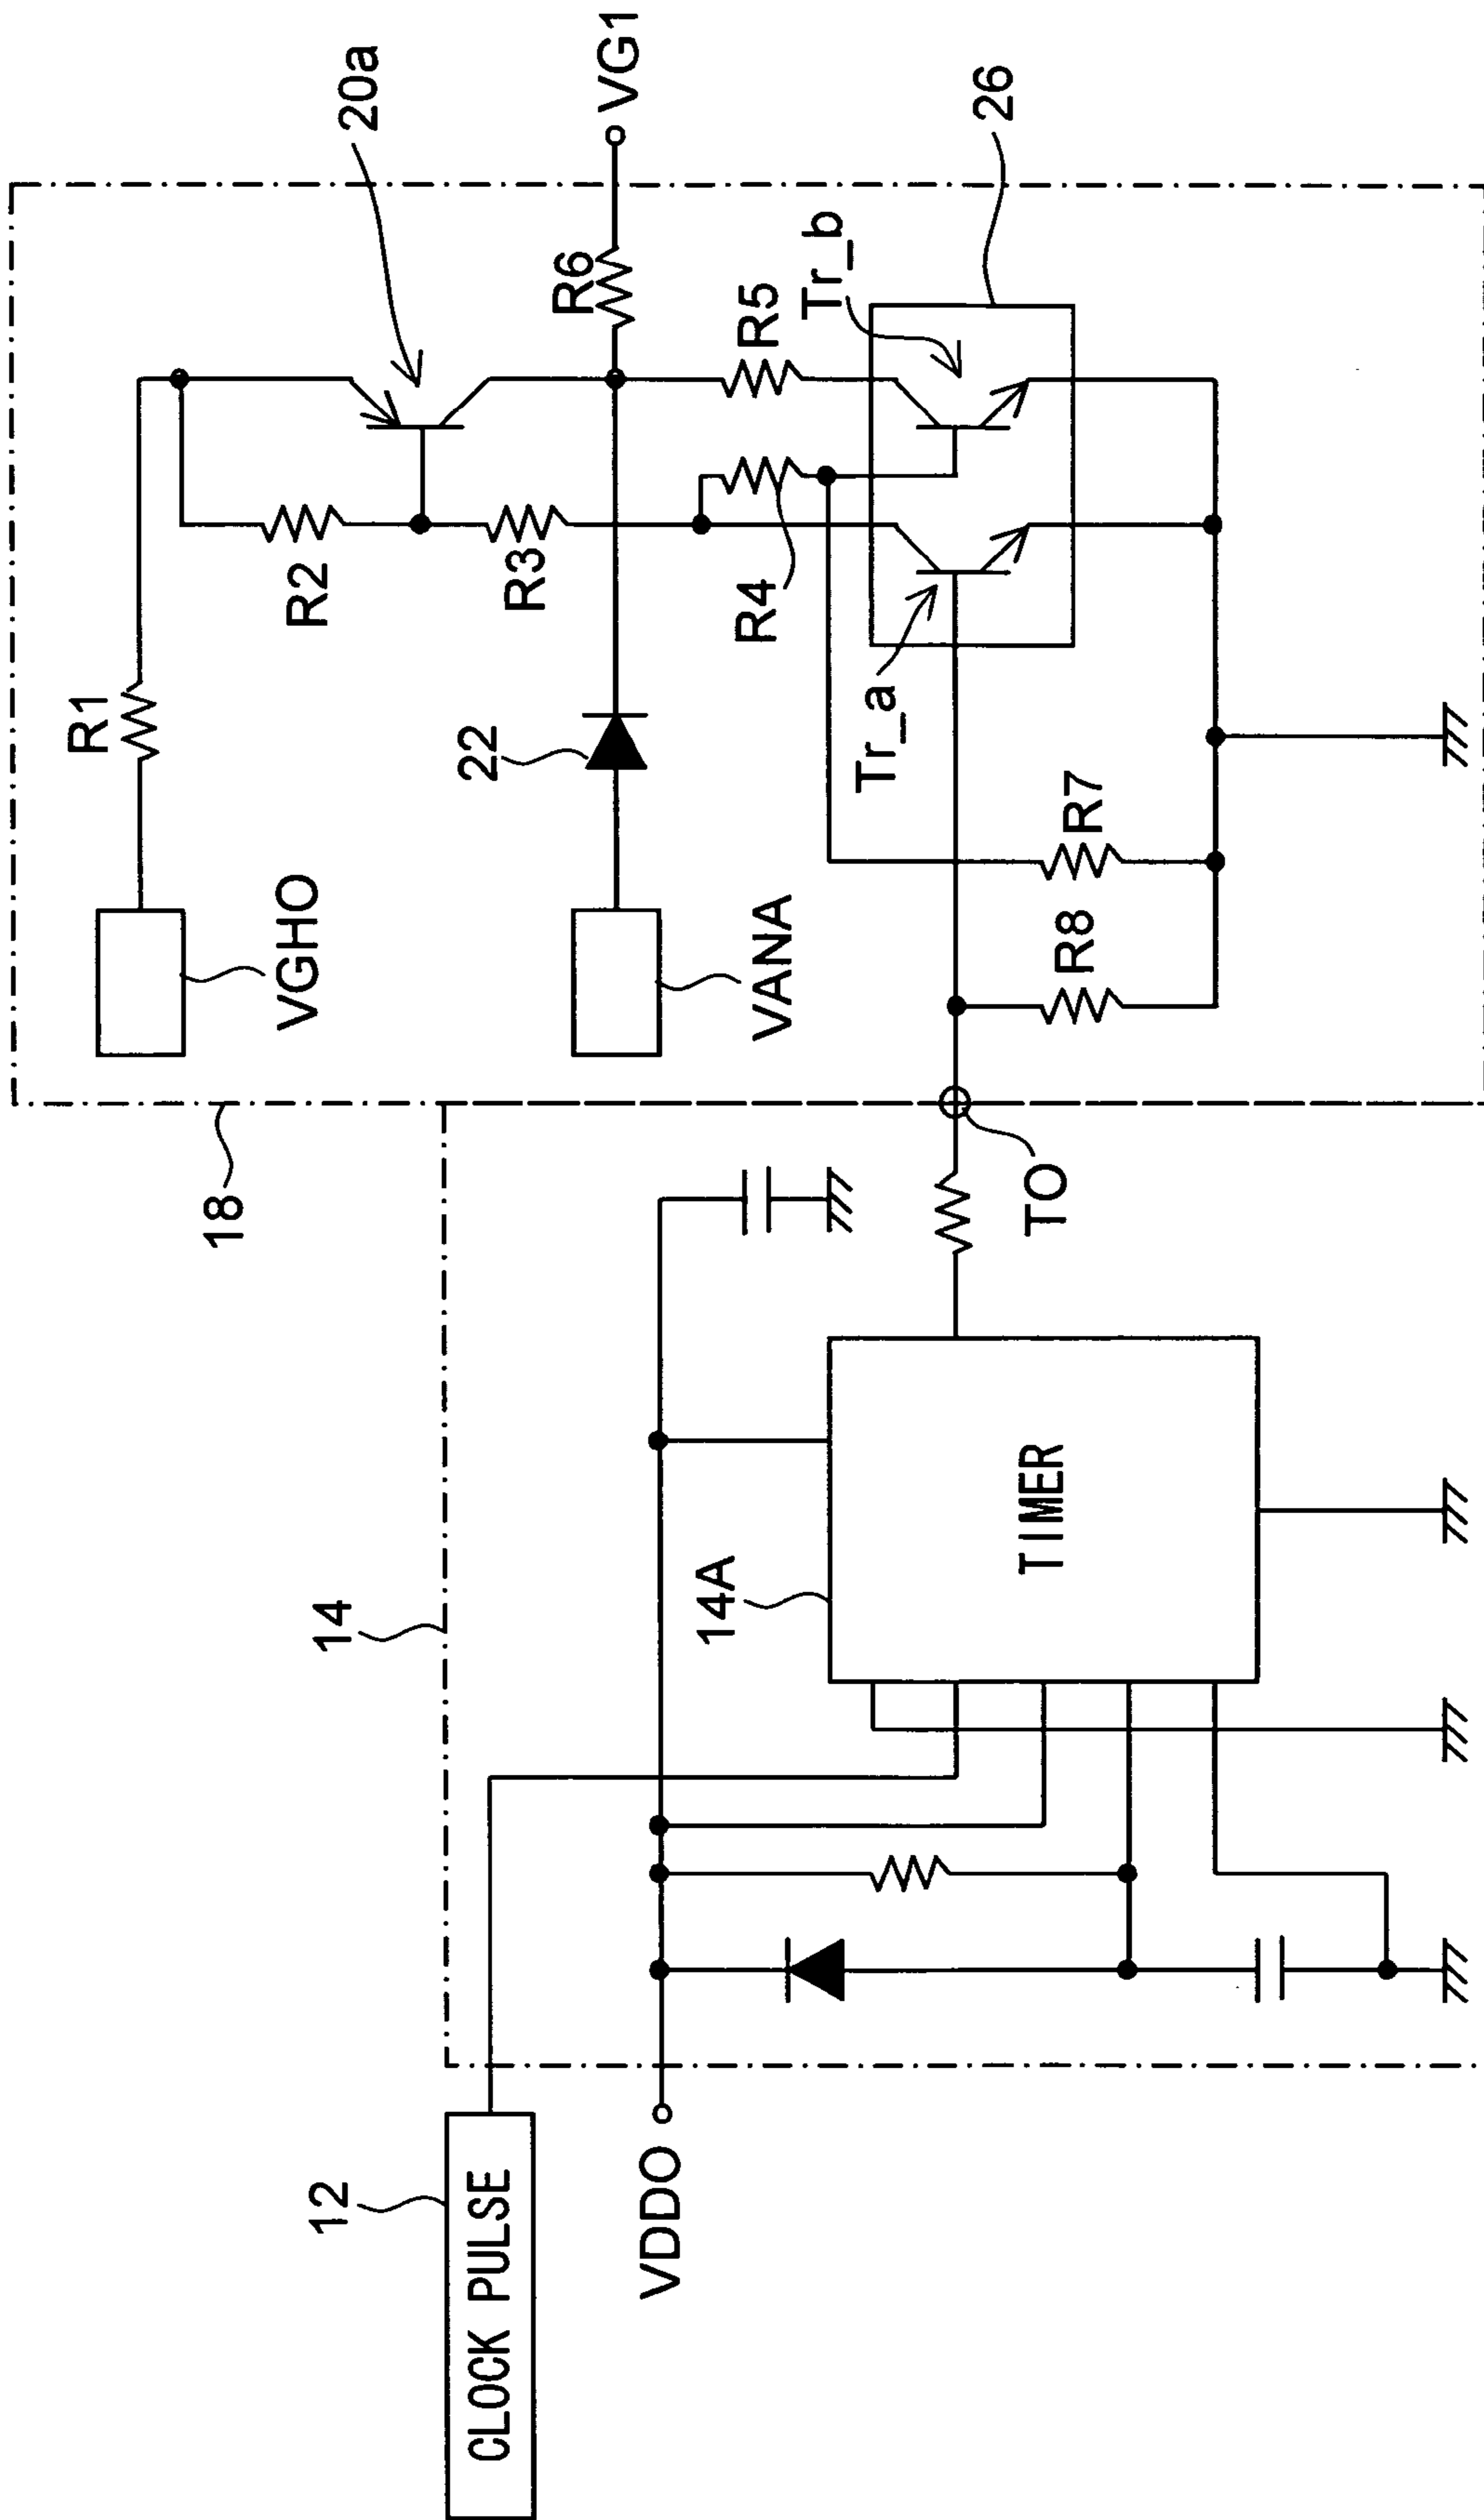 12
CLOCK PULSE
VDDO
14
14A
TIMER
TO
18
VGHO
VANA
R1
22
R2
R3
R4
R5
R6
R7
R8
Tr_a
Tr_b
20a
VG1
26